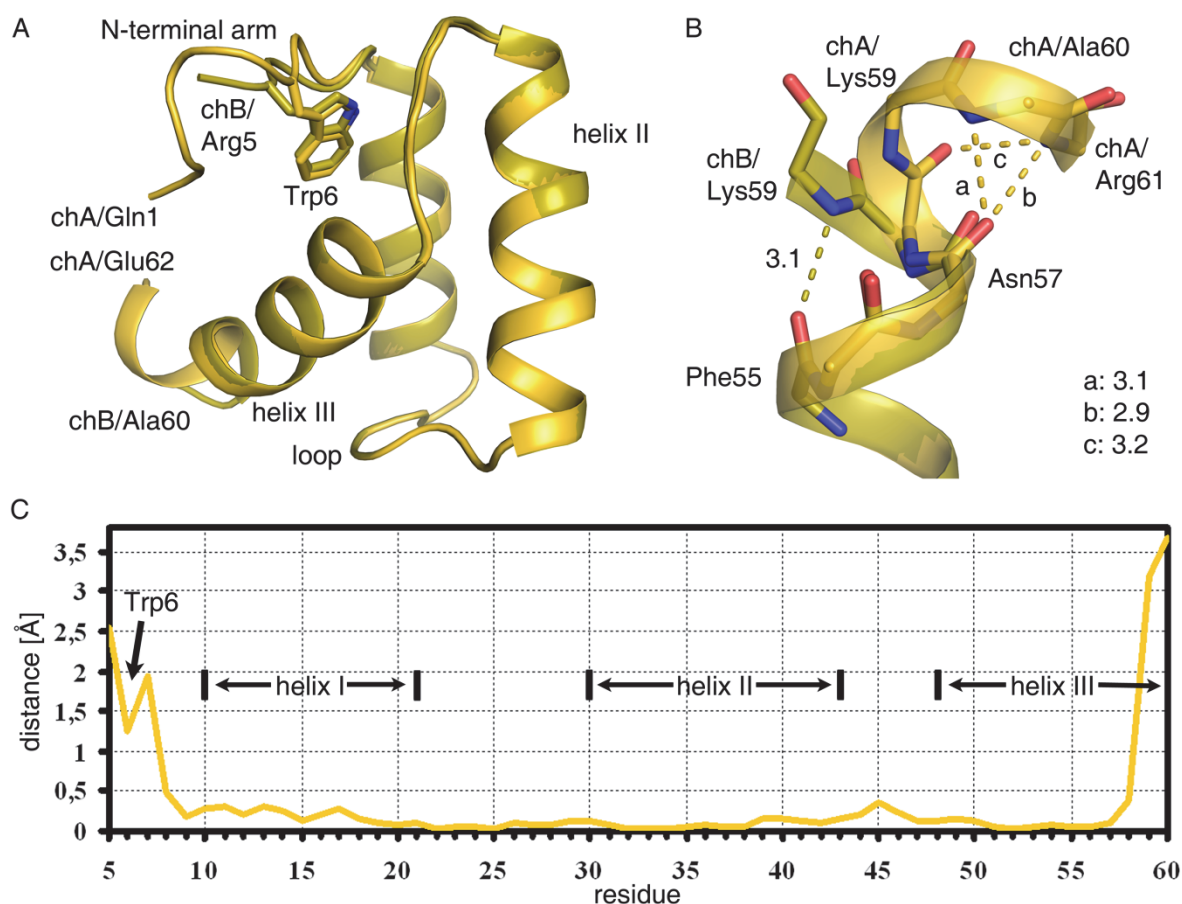 A
N-terminal arm
chB/
Arg5
Trp6
helix II
chA/Gln1
chA/Glu62
chB/Ala60
helix III
loop
B
chA/
Lys59
chA/Ala60
chB/
Lys59
chA/
Arg61
c
a
b
3.1
Asn57
Phe55
a: 3.1
b: 2.9
c: 3.2
C
distance [Å]
3,5
3
2,5
2
1,5
1
0,5
0
Trp6
helix I
helix II
helix III
5 10 15 20 25 30 35 40 45 50 55 60
residue